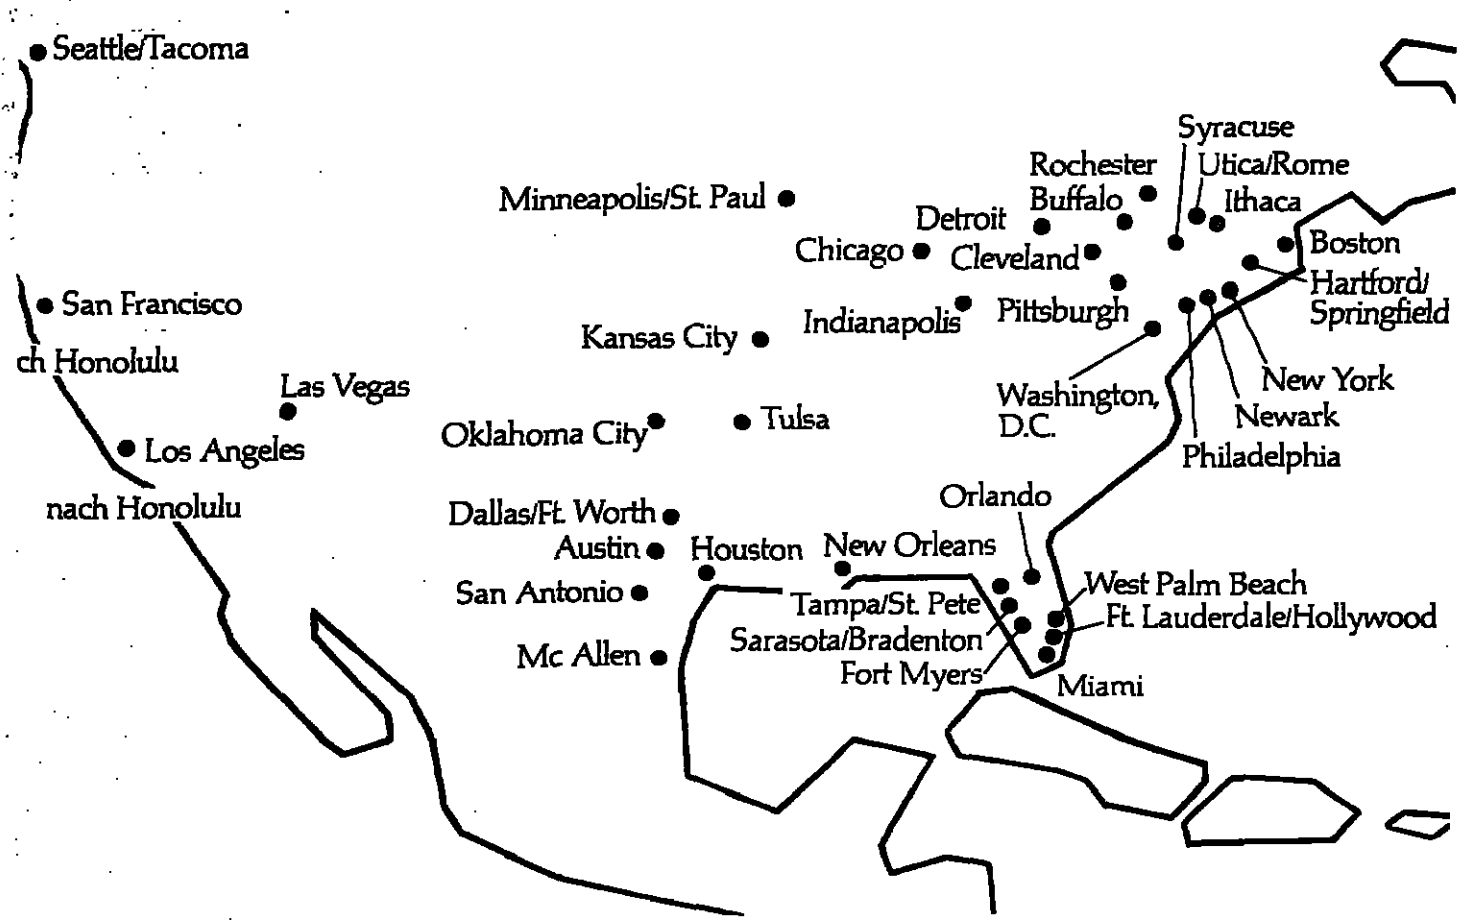 Seattle/Tacoma
Syracuse
Rochester
Utica/Rome
Minneapolis/St. Paul
Buffalo
Ithaca
Detroit
Chicago
Cleveland
Boston
Hartford/
Springfield
San Francisco
Indianapolis
Pittsburgh
Kansas City
ch Honolulu
Las Vegas
Washington,
D.C.
New York
Newark
Philadelphia
Oklahoma City
Tulsa
Los Angeles
nach Honolulu
Orlando
Dallas/Ft. Worth
Austin
Houston
New Orleans
San Antonio
West Palm Beach
Tampa/St. Pete
Ft. Lauderdale/Hollywood
Sarasota/Bradenton
Mc Allen
Fort Myers
Miami